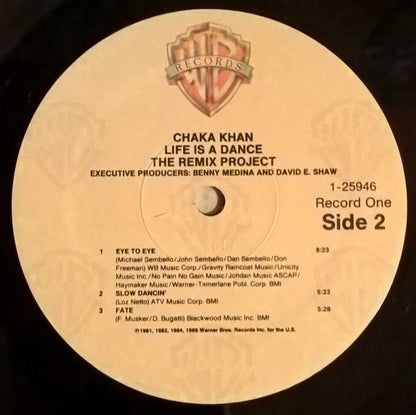 WB
RECORDS
CHAKA KHAN
LIFE IS A DANCE
THE REMIX PROJECT
EXECUTIVE PRODUCERS: BENNY MEDINA AND DAVID E. SHAW
1-25946
Record One
Side 2
1 EYE TO EYE 8:23
(Michael Sembello/John Sembello/Dan Sembello/Don
Freeman) WB Music Corp./Gravity Raincoat Music/Unicity
Music Inc./No Pain No Gain Music/Johdan Music ASCAP/
Haymaker Music/Warner-Tamerlane Publ. Corp. BMI
2 SLOW DANCIN' 5:33
(Loz Netto) ATV Music Corp. BMI
3 FATE 5:28
(F. Musker/D. Bugatti) Blackwood Music Inc. BMI
℗1981, 1982, 1984, 1989 Warner Bros. Records Inc. for the U.S.